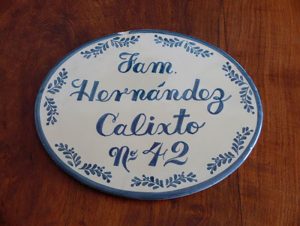 Fam.
Hernández
Calixto
Nº 42